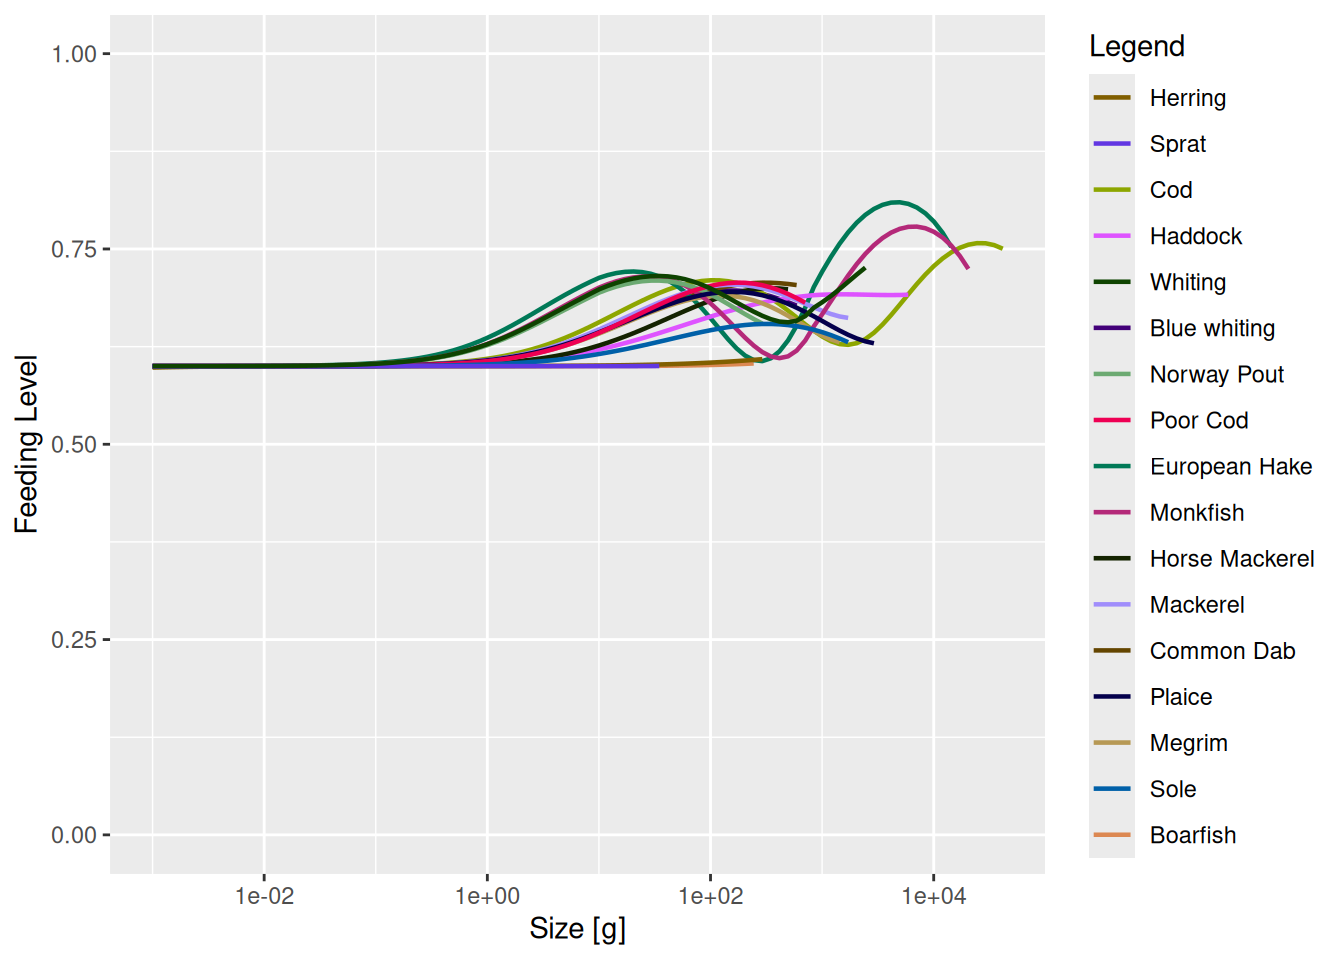 1.00
0.75
0.50
0.25
0.00
Feeding Level
1e-02
1e+00
1e+02
1e+04
Size [g]
Legend
Herring
Sprat
Cod
Haddock
Whiting
Blue whiting
Norway Pout
Poor Cod
European Hake
Monkfish
Horse Mackerel
Mackerel
Common Dab
Plaice
Megrim
Sole
Boarfish